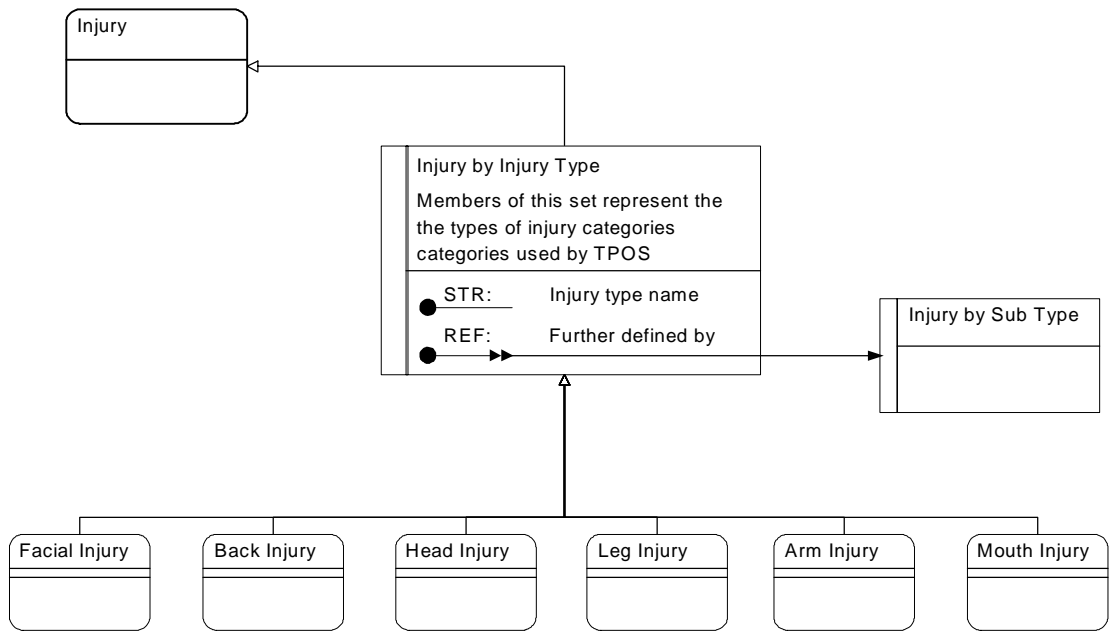 Injury
Injury by Injury Type
Members of this set represent the
the types of injury categories
categories used by TPOS
STR: Injury type name
REF: Further defined by
Injury by Sub Type
Facial Injury
Back Injury
Head Injury
Leg Injury
Arm Injury
Mouth Injury